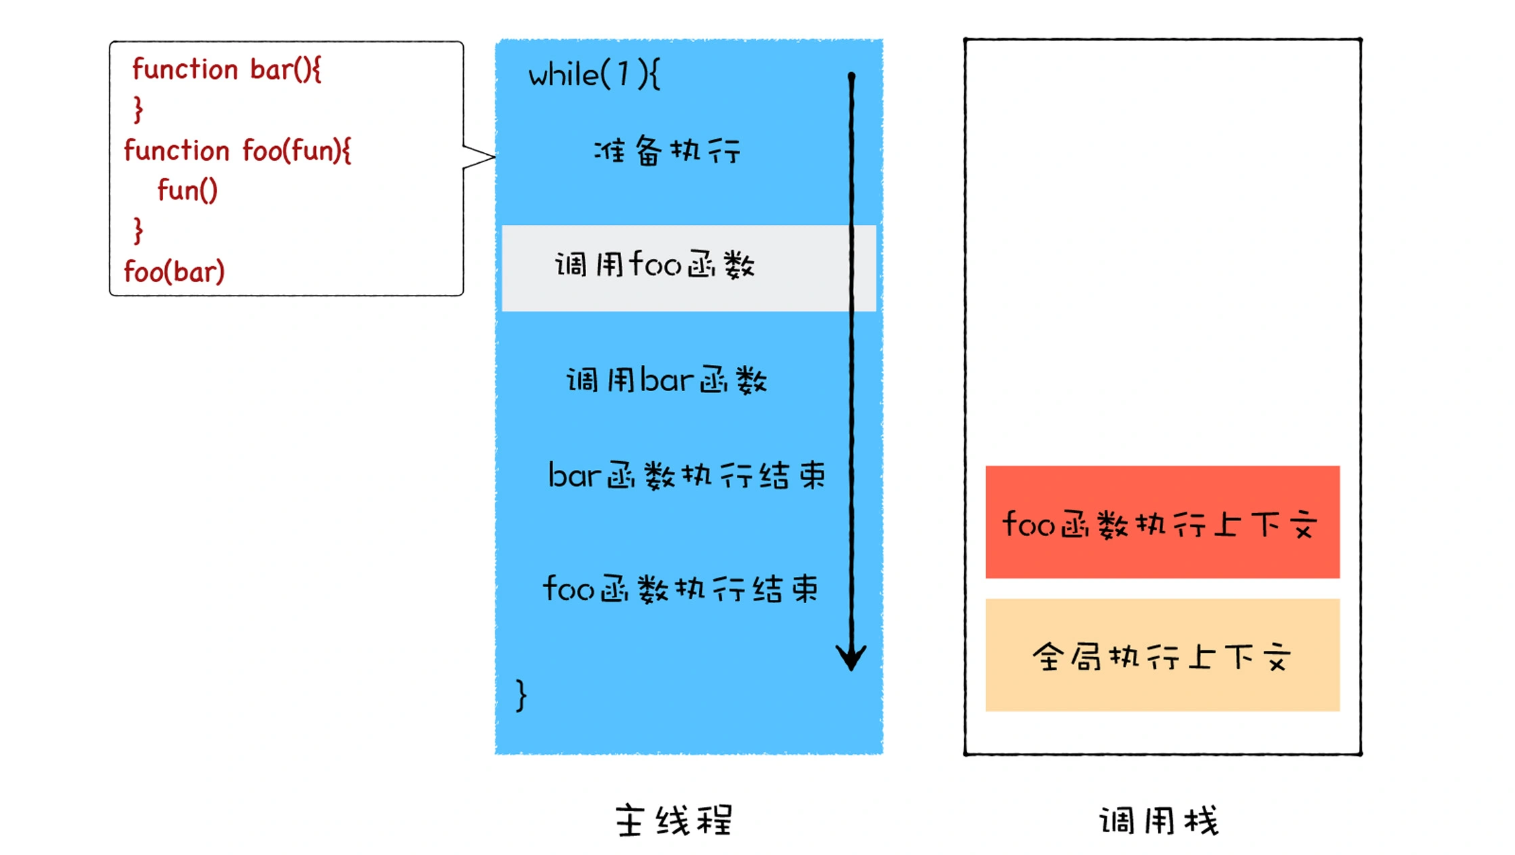 function bar(){
}
function foo(fun){
fun()
}
foo(bar)
while(1){
准备执行
调用foo函数
调用bar函数
bar函数执行结束
foo函数执行结束
}
主线程
foo函数执行上下文
全局执行上下文
调用栈